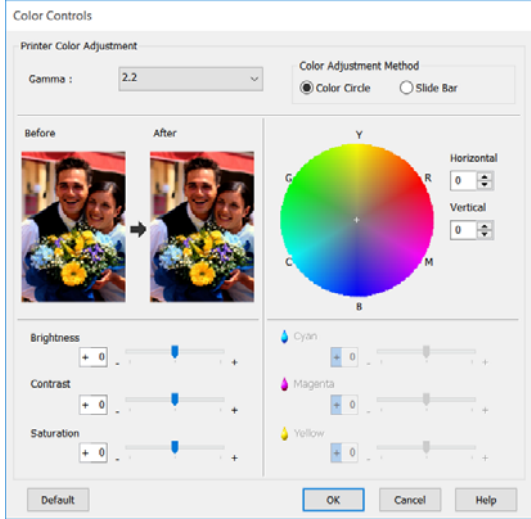 Color Controls
Printer Color Adjustment
Gamma : 2.2
Color Adjustment Method
Color Circle Slide Bar
Before After
Y
G R
C M
B
Horizontal
0
Vertical
0
Brightness
+ 0 - +
Contrast
+ 0 - +
Saturation
+ 0 - +
Cyan
+ 0 - +
Magenta
+ 0 - +
Yellow
+ 0 - +
Default OK Cancel Help